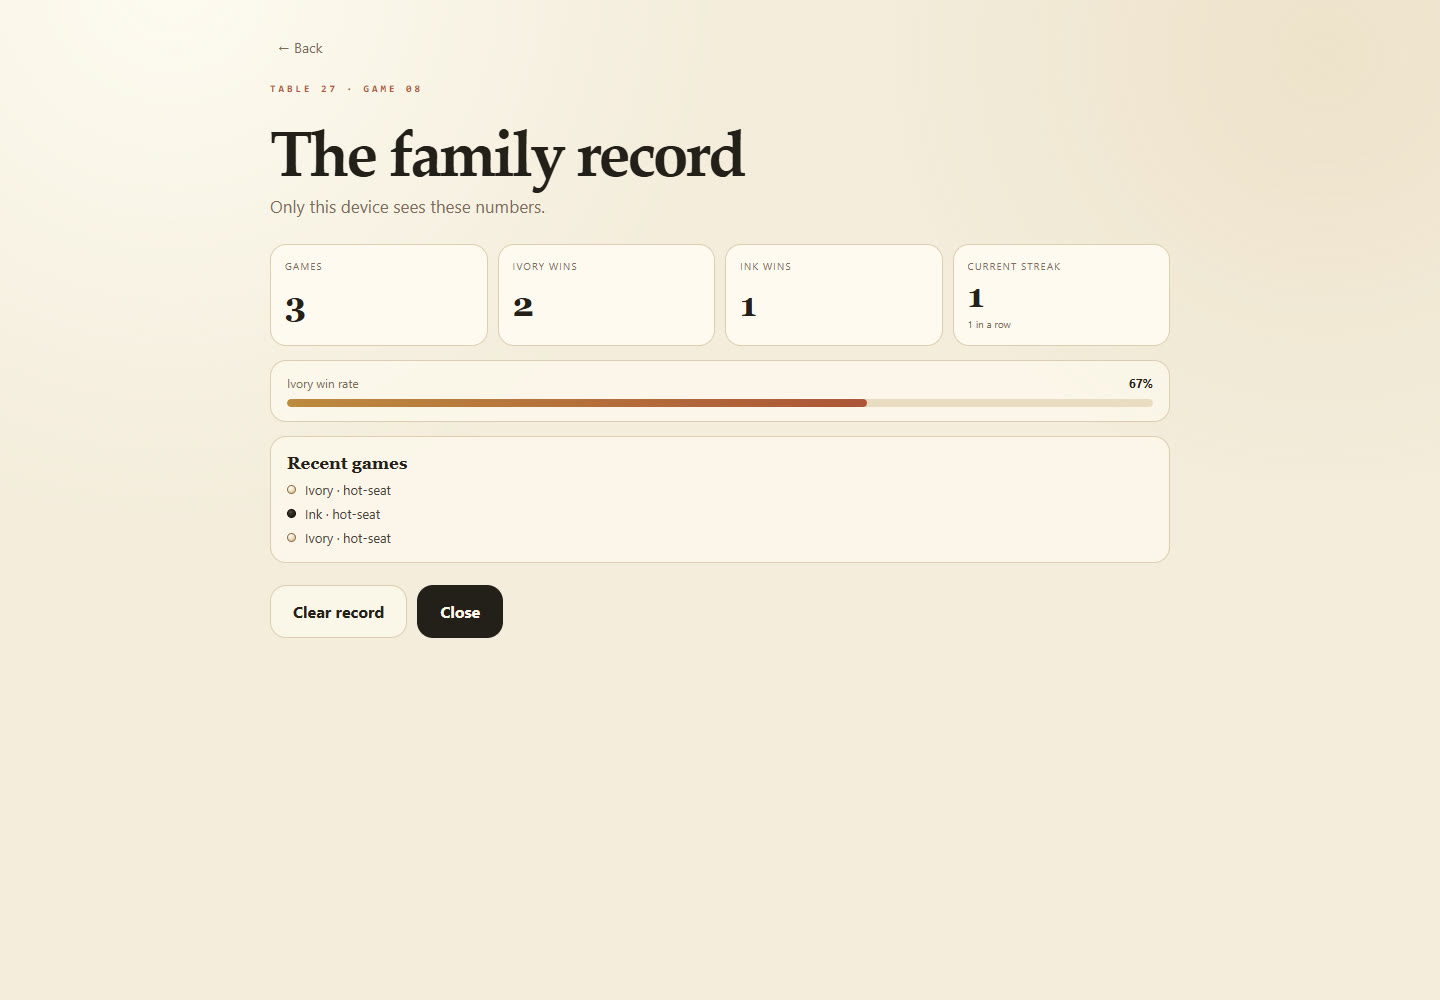 ← Back
TABLE 27 · GAME 08
The family record
Only this device sees these numbers.
GAMES
3
IVORY WINS
2
INK WINS
1
CURRENT STREAK
1
1 in a row
Ivory win rate
67%
Recent games
Ivory · hot-seat
Ink · hot-seat
Ivory · hot-seat
Clear record
Close